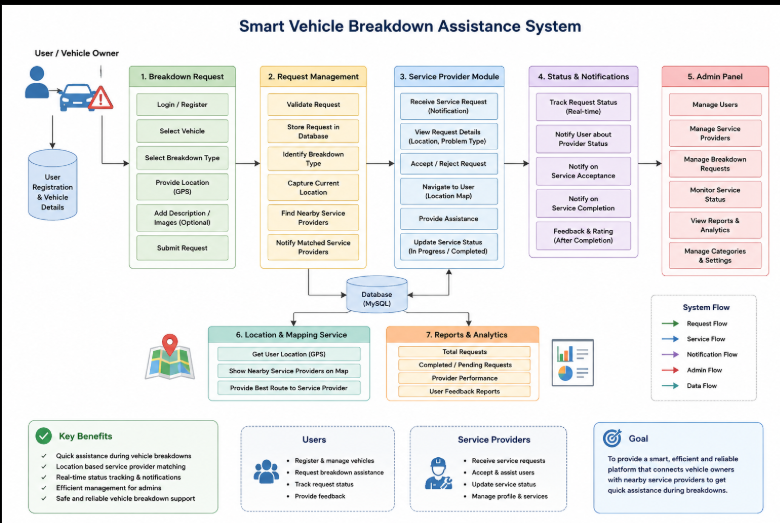 Smart Vehicle Breakdown Assistance System
User / Vehicle Owner
User
Registration
& Vehicle
Details
1. Breakdown Request
Login / Register
Select Vehicle
Select Breakdown Type
Provide Location
(GPS)
Add Description /
Images (Optional)
Submit Request
2. Request Management
Validate Request
Store Request in
Database
Identify Breakdown
Type
Capture Current
Location
Find Nearby Service
Providers
Notify Matched Service
Providers
3. Service Provider Module
Receive Service Request
(Notification)
View Request Details
(Location, Problem Type)
Accept / Reject Request
Navigate to User
(Location Map)
Provide Assistance
Update Service Status
(In Progress / Completed)
4. Status & Notifications
Track Request Status
(Real-time)
Notify User about
Provider Status
Notify on
Service Acceptance
Notify on
Service Completion
Feedback & Rating
(After Completion)
5. Admin Panel
Manage Users
Manage Service
Providers
Manage Breakdown
Requests
Monitor Service
Status
View Reports &
Analytics
Manage Categories
& Settings
Database
(MySQL)
6. Location & Mapping Service
Get User Location (GPS)
Show Nearby Service Providers on Map
Provide Best Route to Service Provider
7. Reports & Analytics
Total Requests
Completed / Pending Requests
Provider Performance
User Feedback Reports
System Flow
Request Flow
Service Flow
Notification Flow
Admin Flow
Data Flow
Key Benefits
✓ Quick assistance during vehicle breakdowns
✓ Location based service provider matching
✓ Real-time status tracking & notifications
✓ Efficient management for admins
✓ Safe and reliable vehicle breakdown support
Users
• Register & manage vehicles
• Request breakdown assistance
• Track request status
• Provide feedback
Service Providers
• Receive service requests
• Accept & assist users
• Update service status
• Manage profile & services
Goal
To provide a smart, efficient and reliable
platform that connects vehicle owners
with nearby service providers to get
quick assistance during breakdowns.